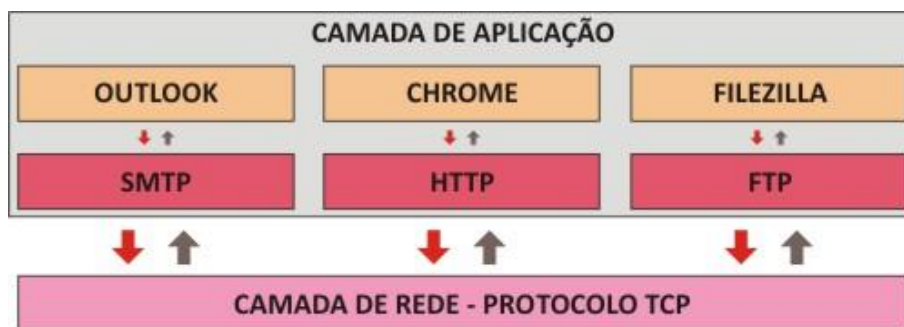 CAMADA DE APLICAÇÃO
OUTLOOK CHROME FILEZILLA
SMTP HTTP FTP
CAMADA DE REDE - PROTOCOLO TCP